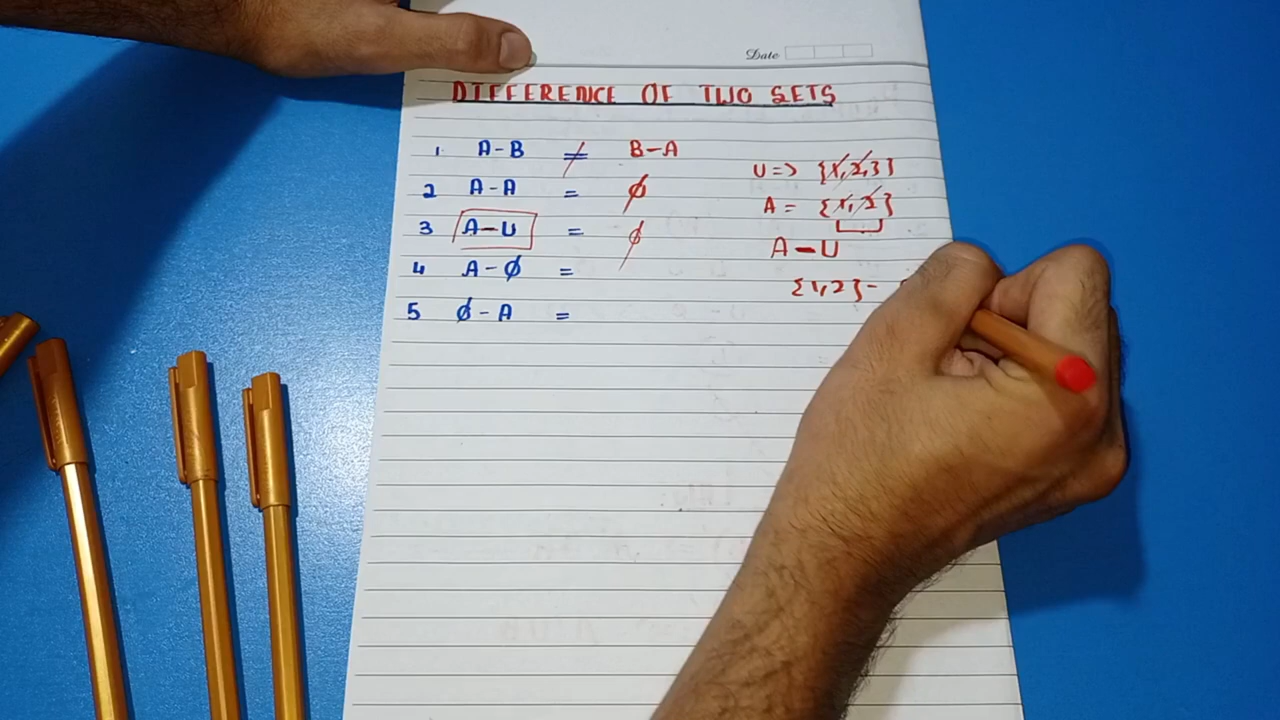 Date
DIFFERENCE OF TWO SETS
1. A-B ≠ B-A
2 A-A = ϕ
3 A-U = ϕ
4 A-ϕ =
5 ϕ-A =
U => {1,2,3}
A = {1,2}
A-U
{1,2}-